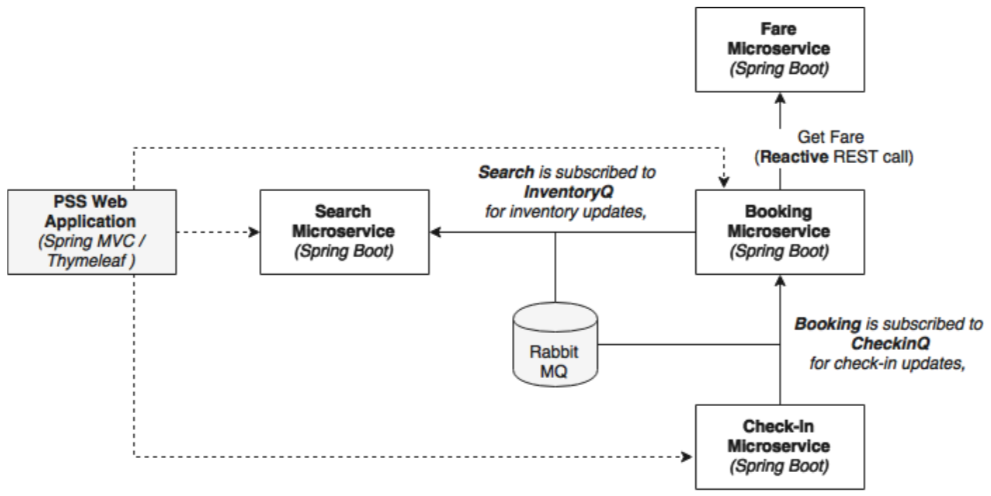 Fare
Microservice
(Spring Boot)
Get Fare
(Reactive REST call)
Search is subscribed to
InventoryQ
for inventory updates,
PSS Web
Application
(Spring MVC /
Thymeleaf )
Search
Microservice
(Spring Boot)
Booking
Microservice
(Spring Boot)
Rabbit
MQ
Booking is subscribed to
CheckinQ
for check-in updates,
Check-In
Microservice
(Spring Boot)